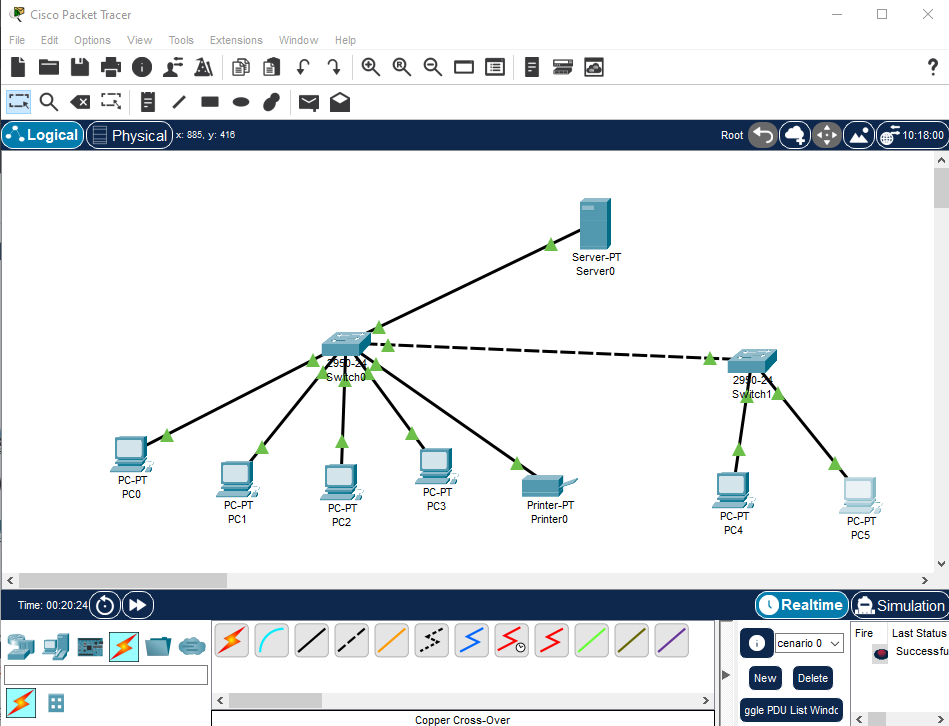 Cisco Packet Tracer
File Edit Options View Tools Extensions Window Help
?
Logical Physical x: 885, y: 416 Root 10:18:00
Server-PT
Server0
2950-24
Switch0
2950-24
Switch1
PC-PT
PC0
PC-PT
PC1
PC-PT
PC2
PC-PT
PC3
Printer-PT
Printer0
PC-PT
PC4
PC-PT
PC5
Time: 00:20:24 Realtime Simulation
cenario 0
Fire Last Status
Successfu
New Delete
ggle PDU List Windo
Copper Cross-Over